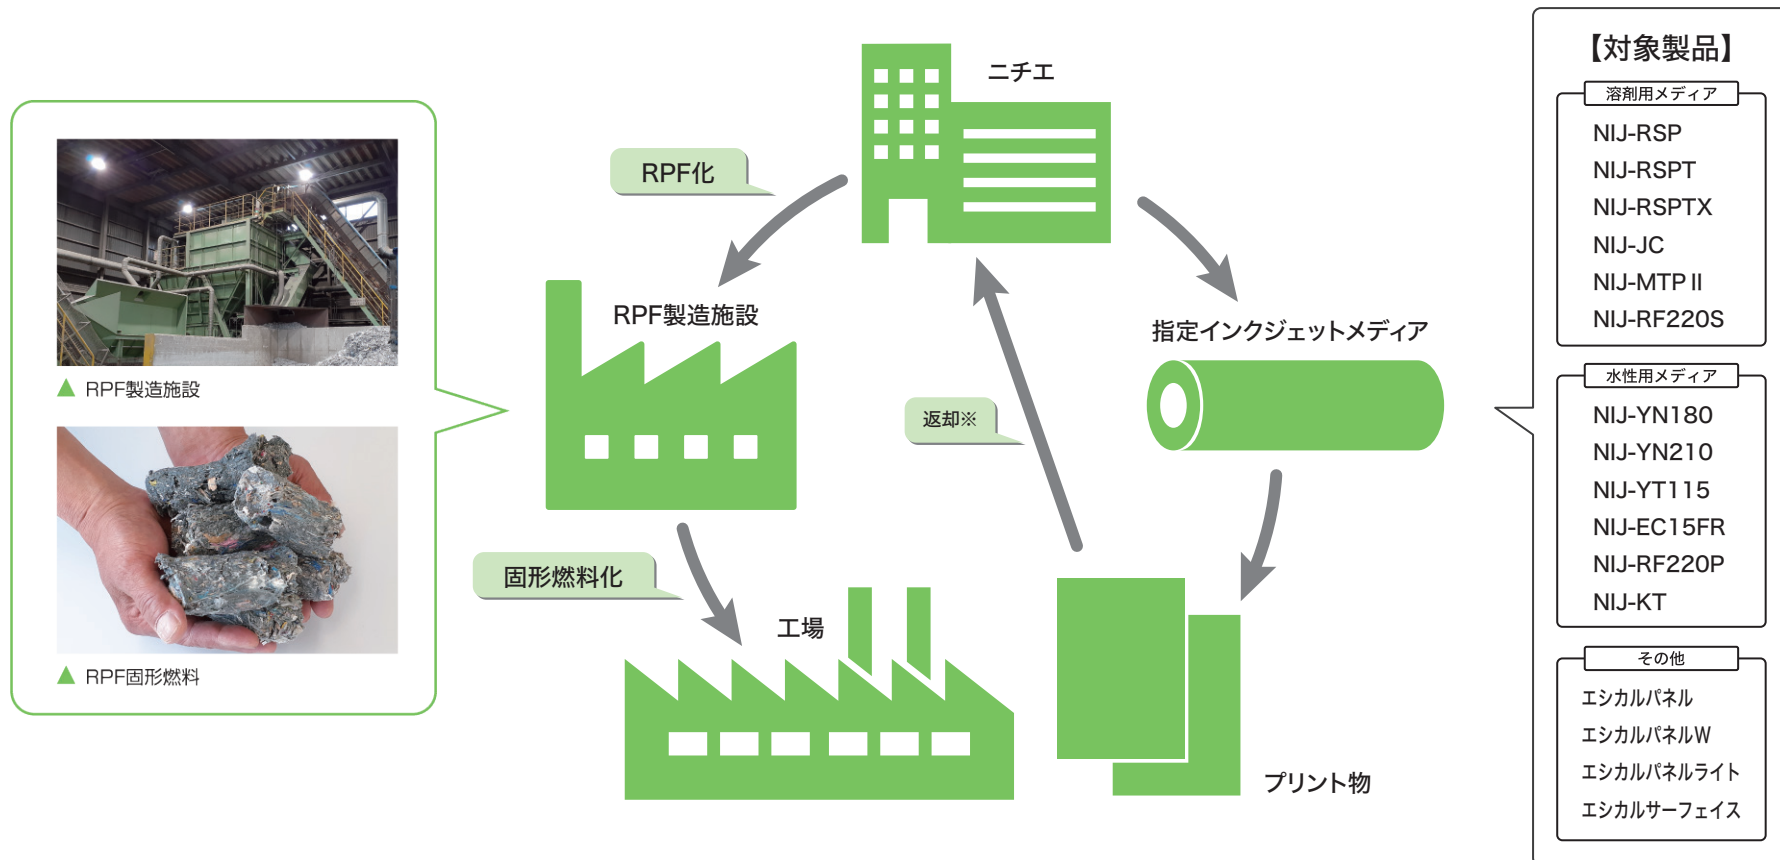 ニチエ
RPF化
RPF製造施設
指定インクジェットメディア
返却※
固形燃料化
工場
プリント物
▲ RPF製造施設
▲ RPF固形燃料
【対象製品】
溶剤用メディア
NIJ-RSP
NIJ-RSPT
NIJ-RSPTX
NIJ-JC
NIJ-MTPⅡ
NIJ-RF220S
水性用メディア
NIJ-YN180
NIJ-YN210
NIJ-YT115
NIJ-EC15FR
NIJ-RF220P
NIJ-KT
その他
エシカルパネル
エシカルパネルW
エシカルパネルライト
エシカルサーフェイス